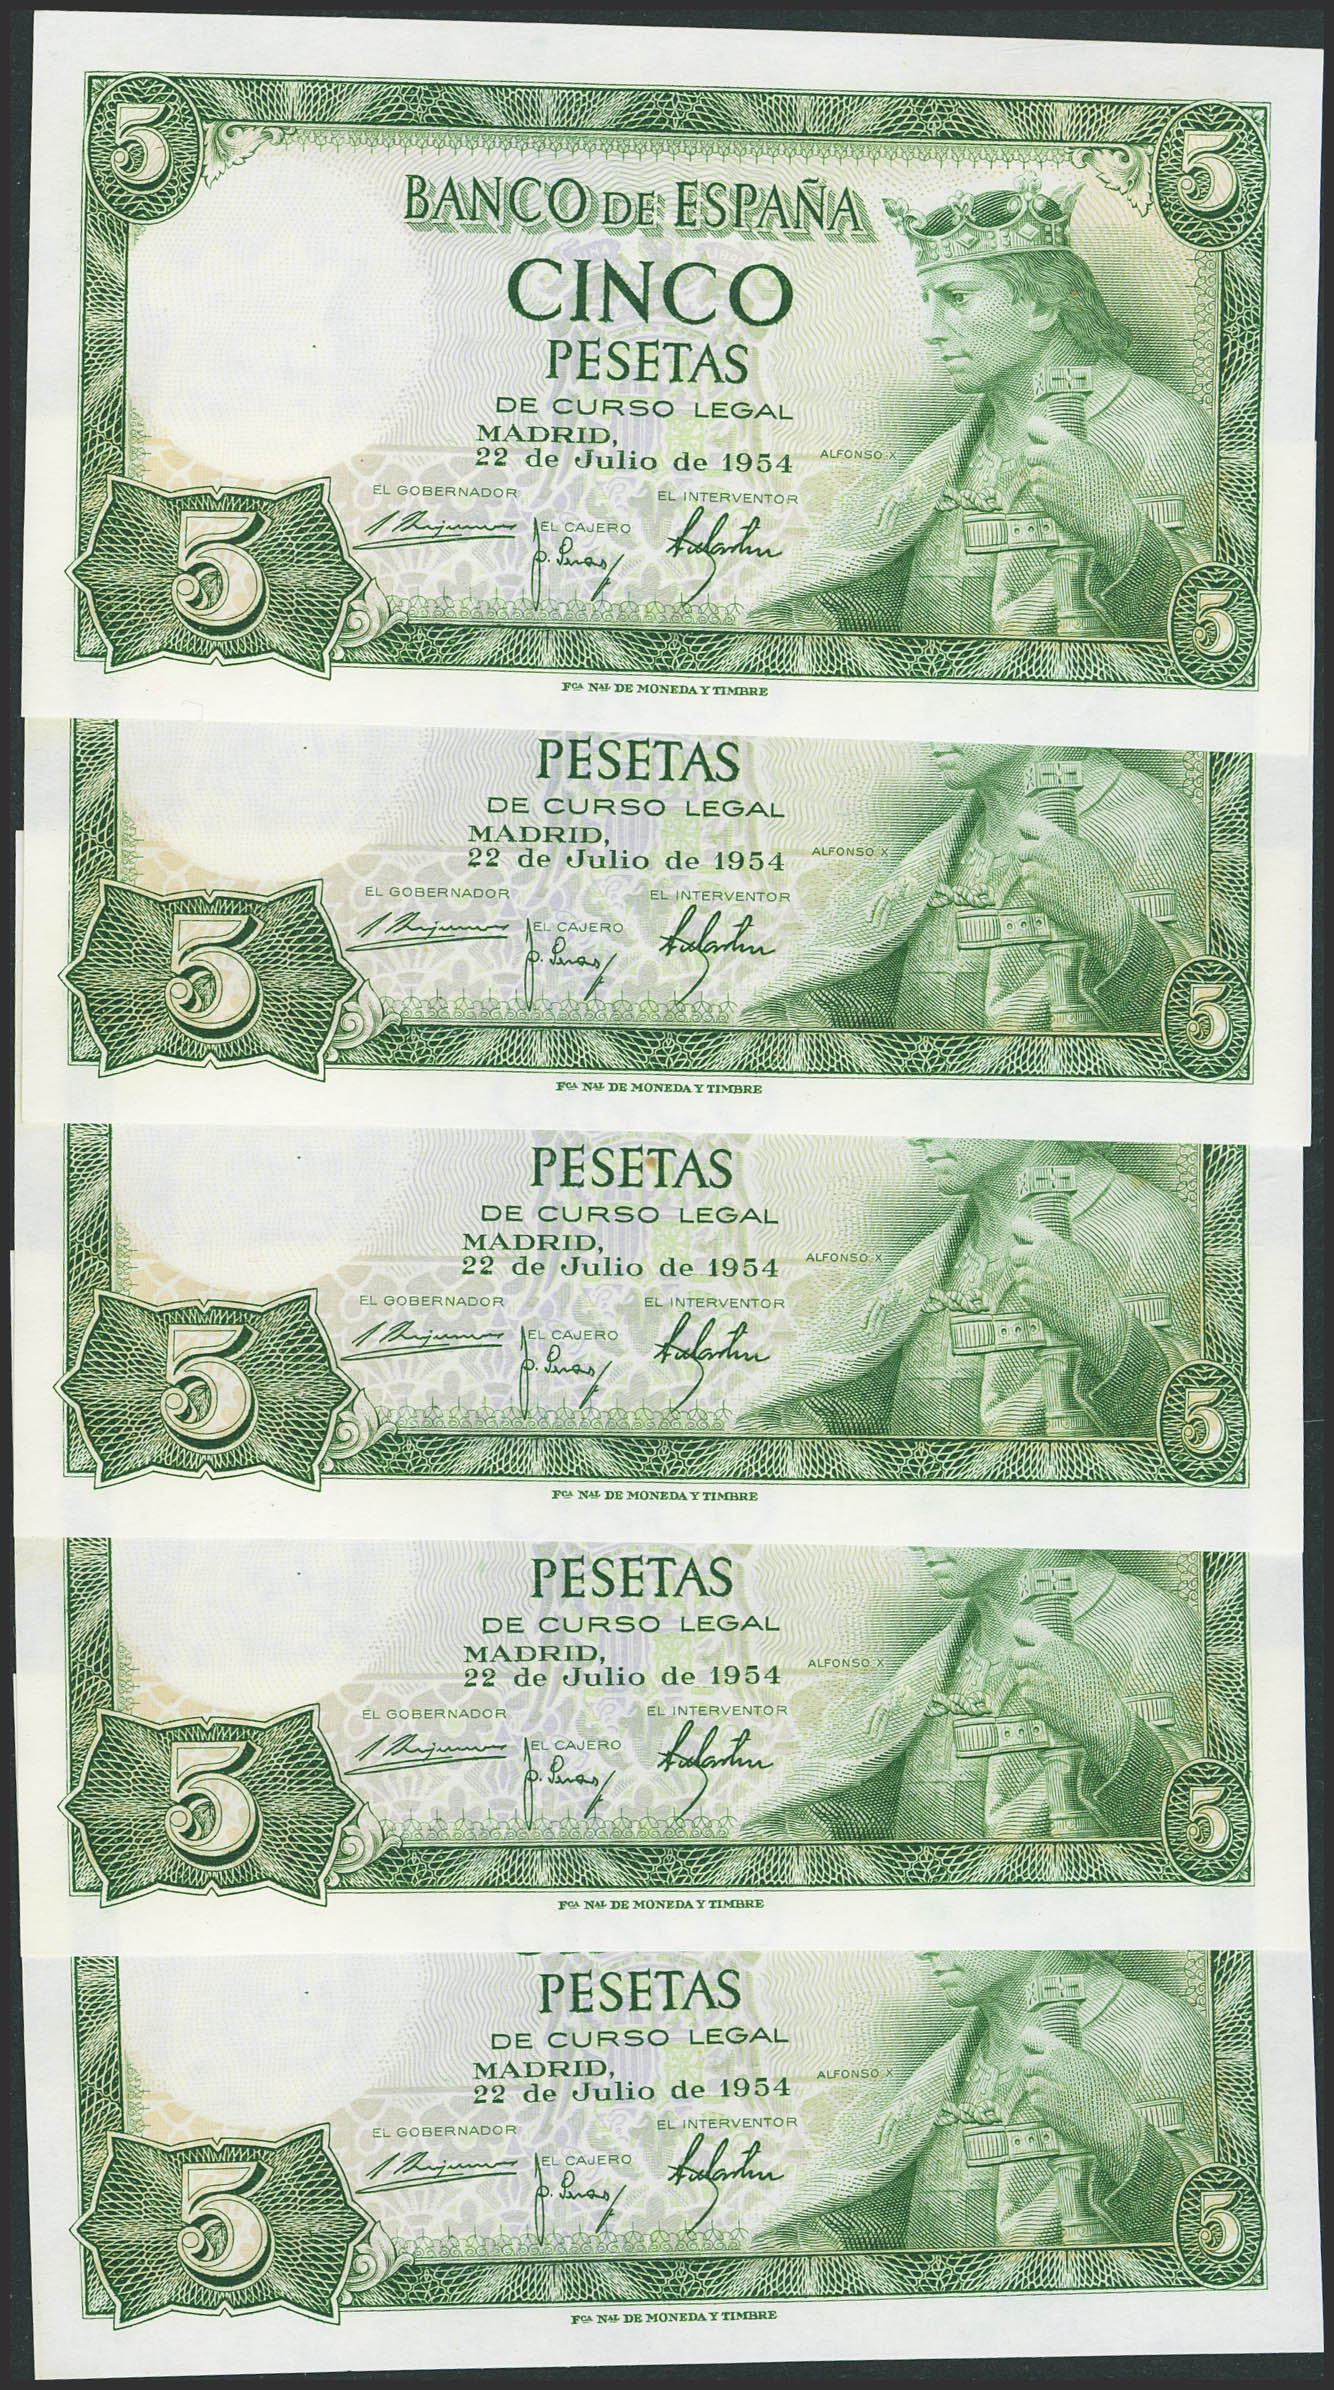 5
5
BANCO DE ESPAÑA
CINCO
PESETAS
DE CURSO LEGAL
MADRID,
22 de Julio de 1954
ALFONSO X
EL GOBERNADOR
EL INTERVENTOR
EL CAJERO
5
5
FCA NAL DE MONEDA Y TIMBRE
PESETAS
DE CURSO LEGAL
MADRID,
22 de Julio de 1954
ALFONSO X
EL GOBERNADOR
EL INTERVENTOR
EL CAJERO
5
5
FCA NAL DE MONEDA Y TIMBRE
PESETAS
DE CURSO LEGAL
MADRID,
22 de Julio de 1954
ALFONSO X
EL GOBERNADOR
EL INTERVENTOR
EL CAJERO
5
5
FCA NAL DE MONEDA Y TIMBRE
PESETAS
DE CURSO LEGAL
MADRID,
22 de Julio de 1954
ALFONSO X
EL GOBERNADOR
EL INTERVENTOR
EL CAJERO
5
5
FCA NAL DE MONEDA Y TIMBRE
PESETAS
DE CURSO LEGAL
MADRID,
22 de Julio de 1954
ALFONSO X
EL GOBERNADOR
EL INTERVENTOR
EL CAJERO
5
5
FCA NAL DE MONEDA Y TIMBRE